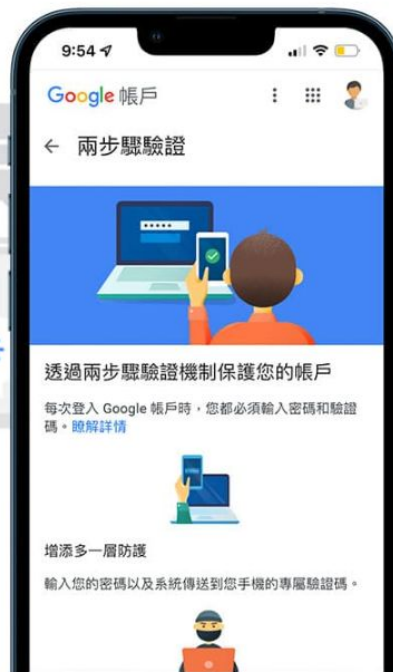 9:54
Google 帳戶
兩步驟驗證
透過兩步驟驗證機制保護您的帳戶
每次登入 Google 帳戶時，您都必須輸入密碼和驗證
碼。瞭解詳情
增添多一層防護
輸入您的密碼以及系統傳送到您手機的專屬驗證碼。